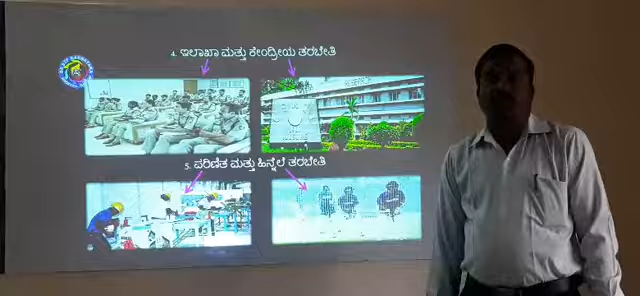 4. ಇಲಾಖಾ ಮತ್ತು ಕೇಂದ್ರೀಯ ತರಬೇತಿ
5. ಪರಿಣಿತ ಮತ್ತು ಹಿನ್ನೆಲೆ ತರಬೇತಿ